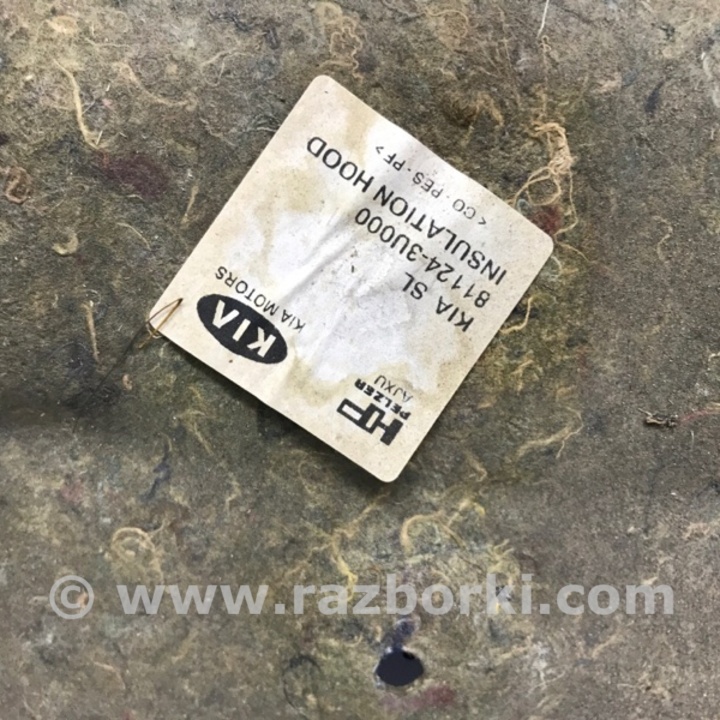 HP
PELZER
AJXU
KIA
KIA MOTORS
KIA SL
81124-3U000
INSULATION HOOD
< CO - PES - PF >
© www.razborki.com